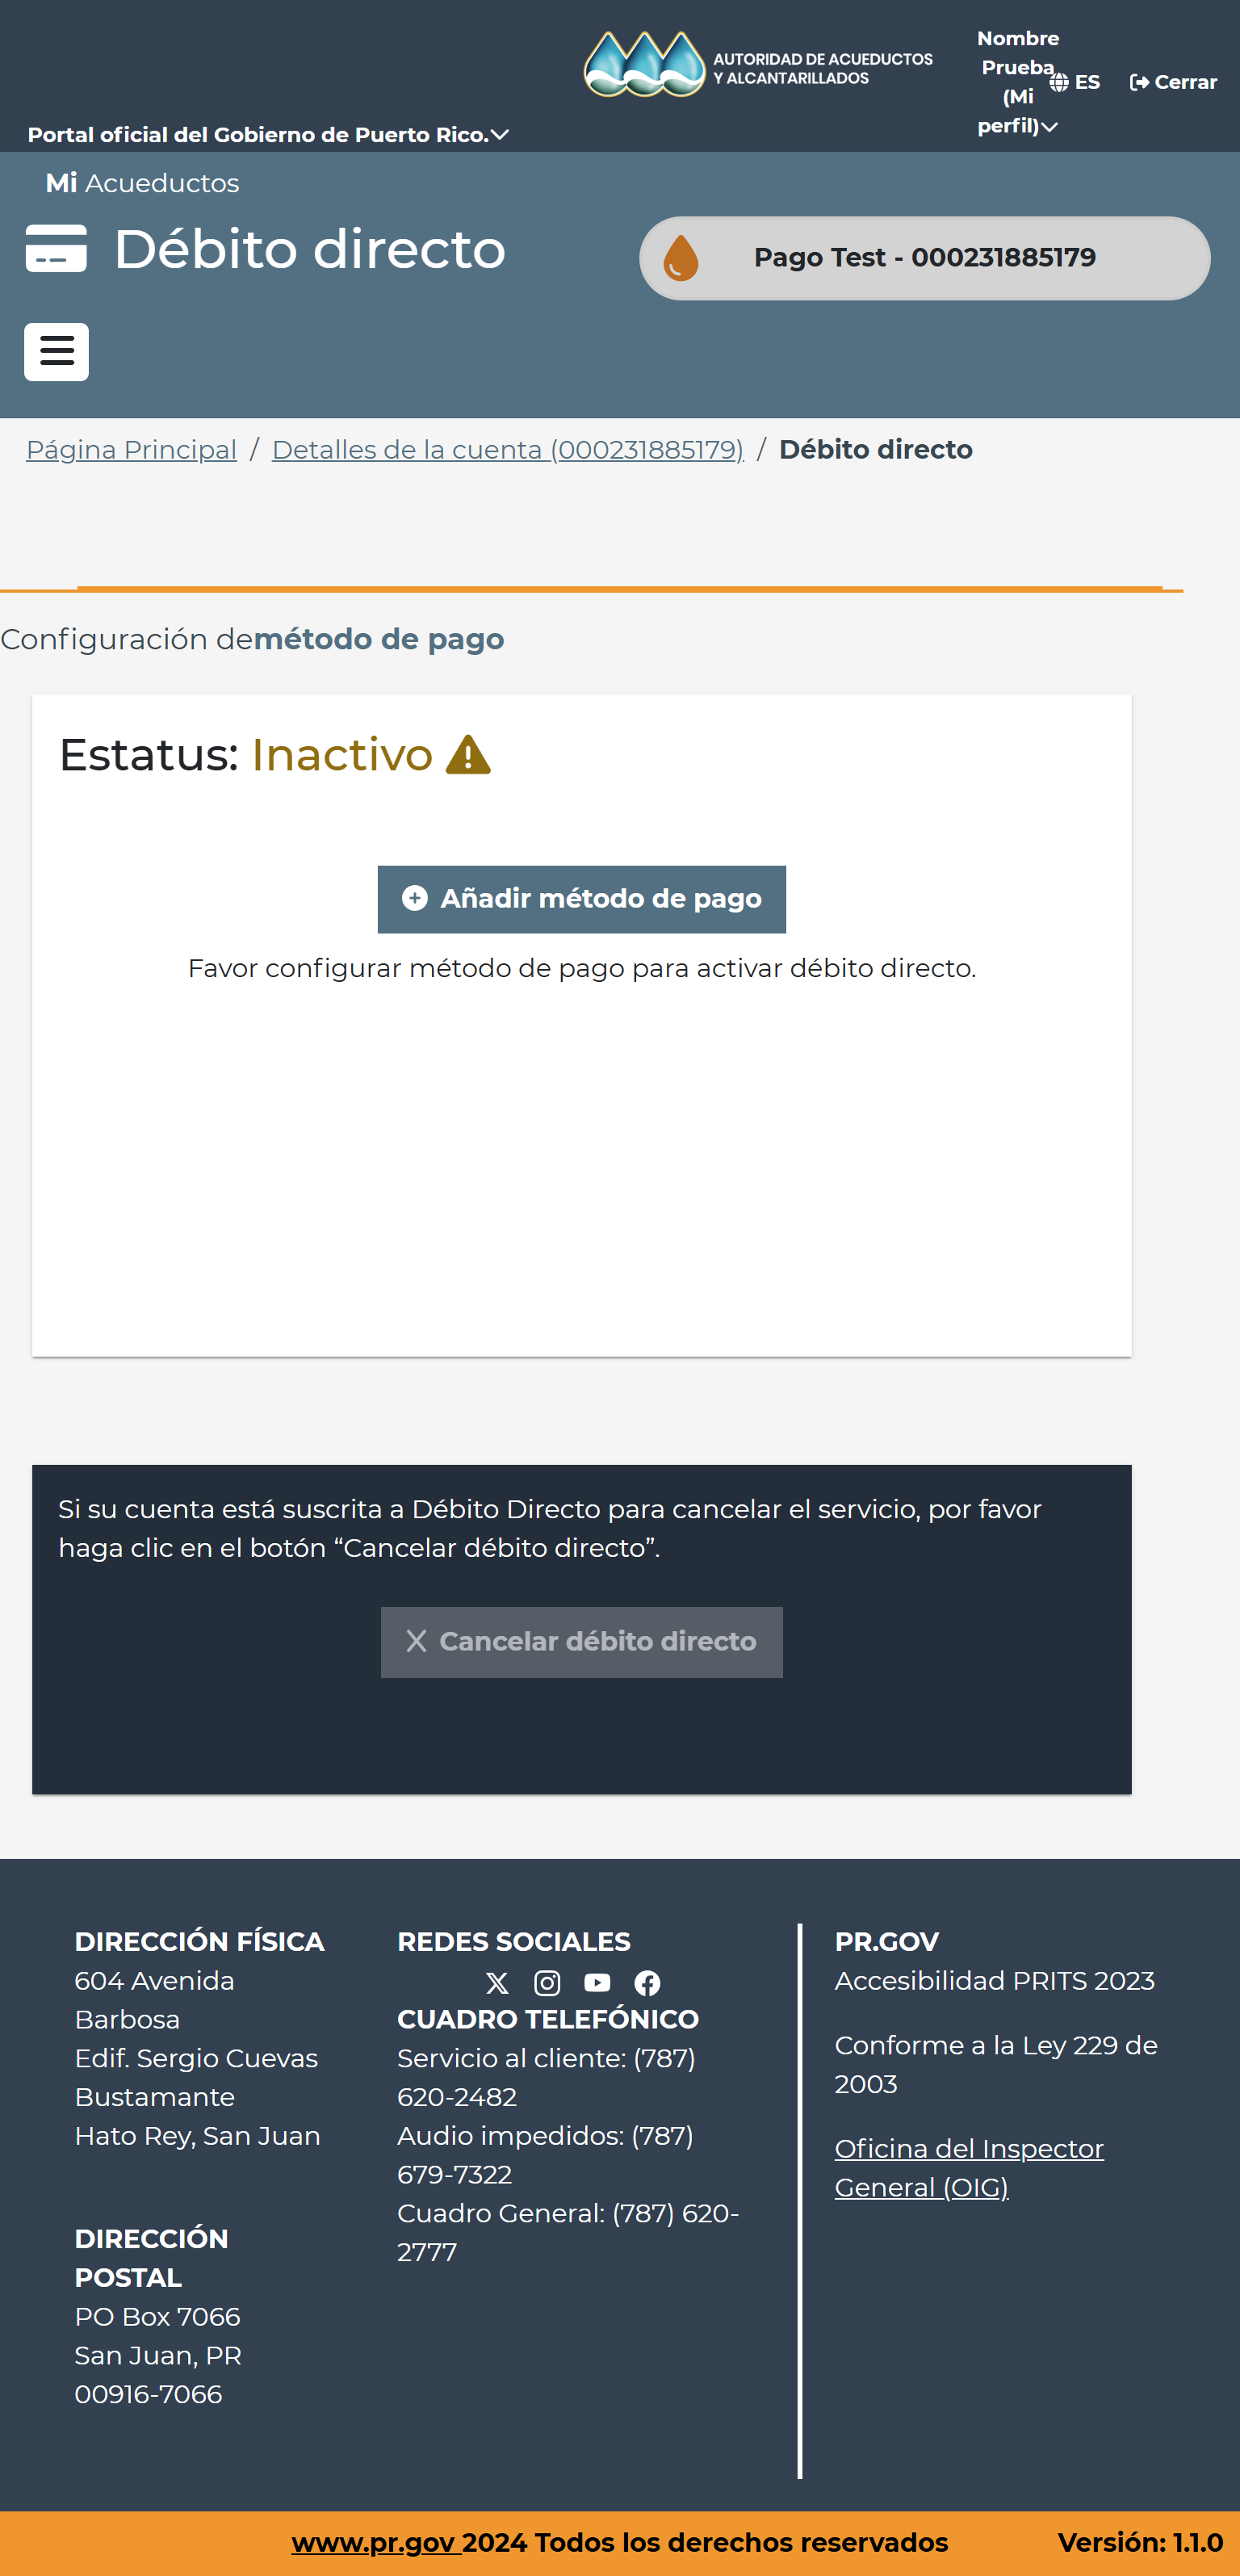 AUTORIDAD DE ACUEDUCTOS
Y ALCANTARILLADOS
Nombre
Prueba
(Mi
perfil)
ES
Cerrar
Portal oficial del Gobierno de Puerto Rico.
Mi Acueductos
Débito directo
Pago Test - 000231885179
Página Principal / Detalles de la cuenta (000231885179) / Débito directo
Configuración demétodo de pago
Estatus: Inactivo
Añadir método de pago
Favor configurar método de pago para activar débito directo.
Si su cuenta está suscrita a Débito Directo para cancelar el servicio, por favor
haga clic en el botón “Cancelar débito directo”.
Cancelar débito directo
DIRECCIÓN FÍSICA
604 Avenida
Barbosa
Edif. Sergio Cuevas
Bustamante
Hato Rey, San Juan
DIRECCIÓN
POSTAL
PO Box 7066
San Juan, PR
00916-7066
REDES SOCIALES
CUADRO TELEFÓNICO
Servicio al cliente: (787)
620-2482
Audio impedidos: (787)
679-7322
Cuadro General: (787) 620-
2777
PR.GOV
Accesibilidad PRITS 2023
Conforme a la Ley 229 de
2003
Oficina del Inspector
General (OIG)
www.pr.gov 2024 Todos los derechos reservados
Versión: 1.1.0